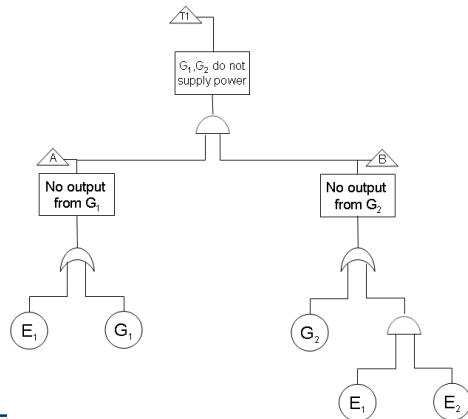 T1
G₁,G₂ do not
supply power
A
B
No output
from G₁
No output
from G₂
E₁
G₁
G₂
E₁
E₂